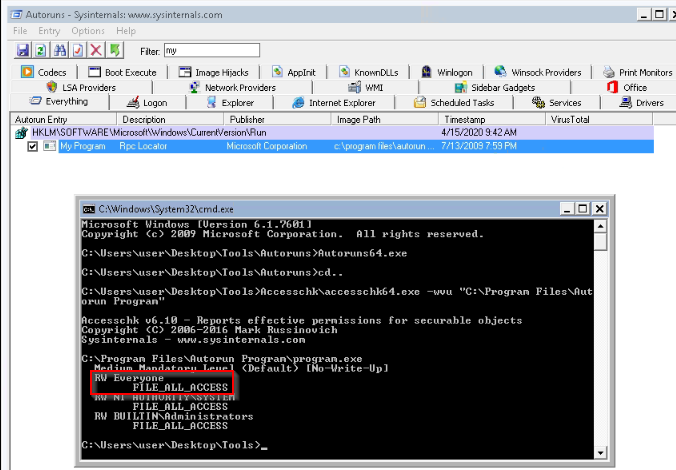 Autoruns - Sysinternals: www.sysinternals.com
File Entry Options Help
Filter: my
Codecs Boot Execute Image Hijacks AppInit KnownDLLs Winlogon Winsock Providers Print Monitors
LSA Providers Network Providers WMI Sidebar Gadgets Office
Everything Logon Explorer Internet Explorer Scheduled Tasks Services Drivers
Autorun Entry Description Publisher Image Path Timestamp VirusTotal
HKLM\SOFTWARE\Microsoft\Windows\CurrentVersion\Run 4/15/2020 9:42 AM
My Program Rpc Locator Microsoft Corporation c:\program files\autorun ... 7/13/2009 7:59 PM
C:\Windows\System32\cmd.exe
Microsoft Windows [Version 6.1.7601]
Copyright (c) 2009 Microsoft Corporation. All rights reserved.
C:\Users\user\Desktop\Tools\Autoruns>Autoruns64.exe
C:\Users\user\Desktop\Tools\Autoruns>cd..
C:\Users\user\Desktop\Tools>Accesschk\accesschk64.exe -wvu "C:\Program Files\Aut
orun Program"
Accesschk v6.10 - Reports effective permissions for securable objects
Copyright (C) 2006-2016 Mark Russinovich
Sysinternals - www.sysinternals.com
C:\Program Files\Autorun Program\program.exe
Medium Mandatory Level (Default) [No-Write-Up]
RW Everyone
FILE_ALL_ACCESS
RW NT AUTHORITY\SYSTEM
FILE_ALL_ACCESS
RW BUILTIN\Administrators
FILE_ALL_ACCESS
C:\Users\user\Desktop\Tools>_